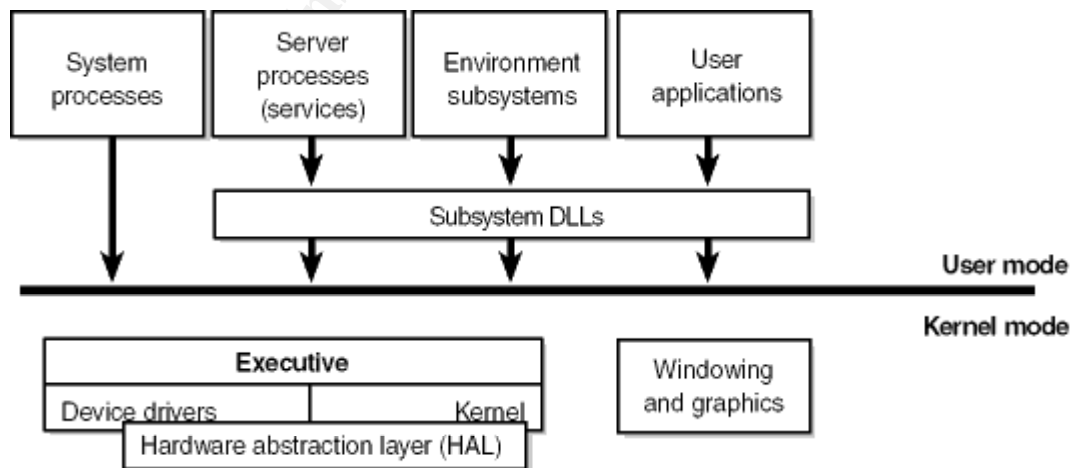 System
processes
Server
processes
(services)
Environment
subsystems
User
applications
Subsystem DLLs
User mode
Kernel mode
Executive
Device drivers
Kernel
Hardware abstraction layer (HAL)
Windowing
and graphics